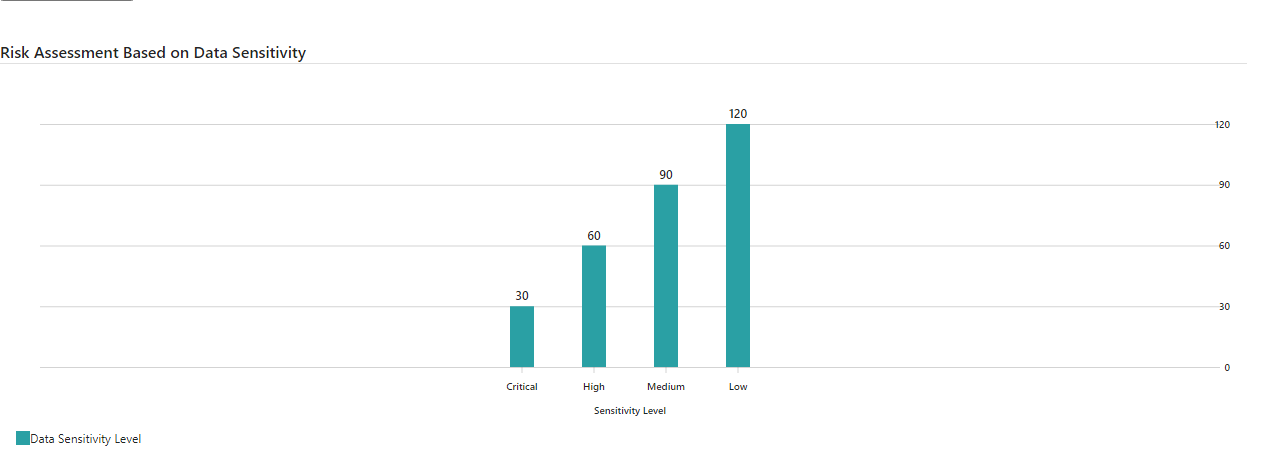 Risk Assessment Based on Data Sensitivity
120
120
90
90
60
60
30
30
0
Critical High Medium Low
Sensitivity Level
Data Sensitivity Level